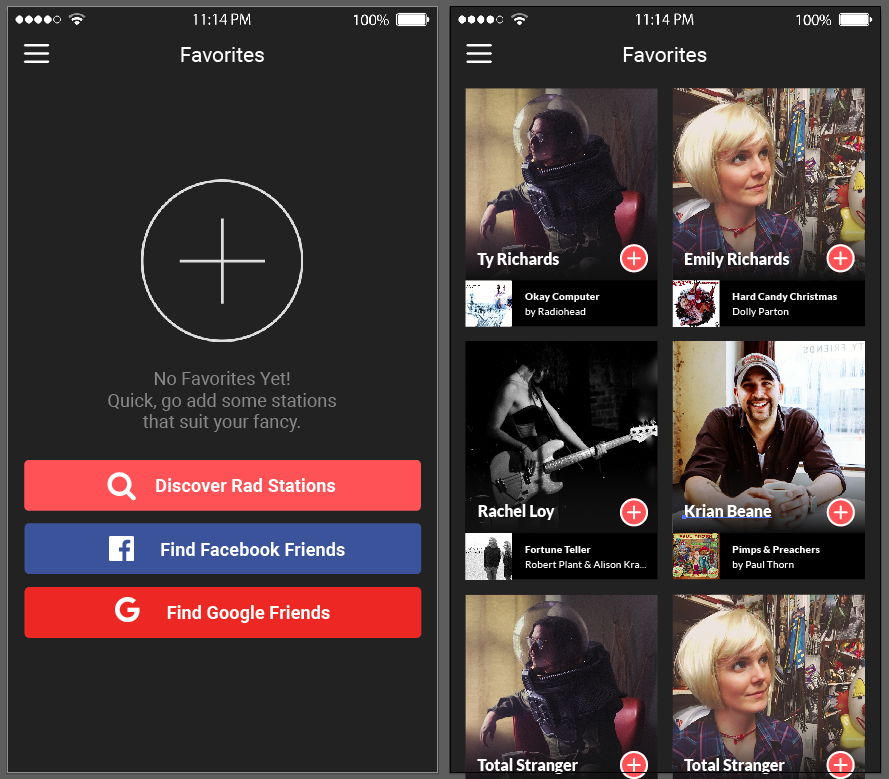 11:14 PM
100%
Favorites
No Favorites Yet!
Quick, go add some stations
that suit your fancy.
Discover Rad Stations
Find Facebook Friends
Find Google Friends
11:14 PM
100%
Favorites
Ty Richards
Okay Computer
by Radiohead
Emily Richards
Hard Candy Christmas
Dolly Parton
Rachel Loy
Fortune Teller
Robert Plant & Alison Kra...
Krian Beane
Pimps & Preachers
by Paul Thorn
Total Stranger
Total Stranger